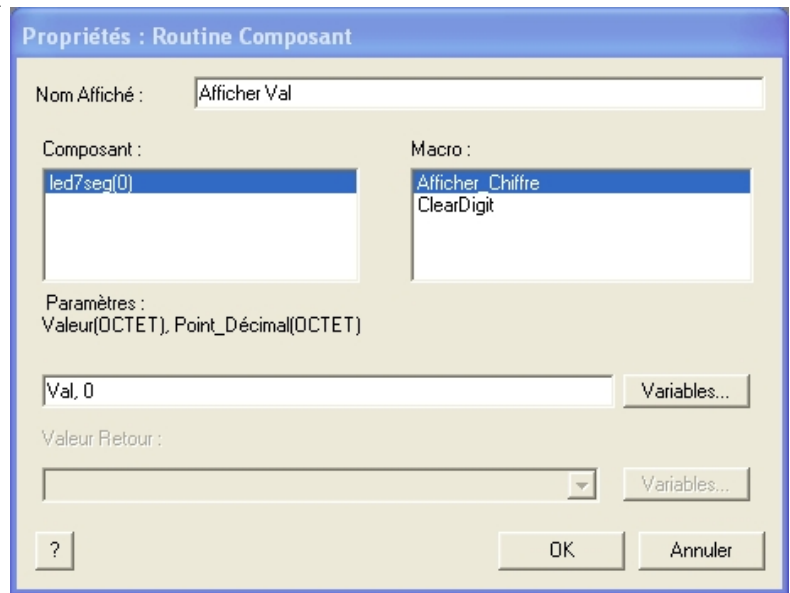 Propriétés : Routine Composant
Nom Affiché :
Afficher Val
Composant :
Macro :
led7seg(0)
Afficher_Chiffre
ClearDigit
Paramètres :
Valeur(OCTET), Point_Décimal(OCTET)
Val, 0
Variables...
Valeur Retour :
Variables...
?
OK
Annuler